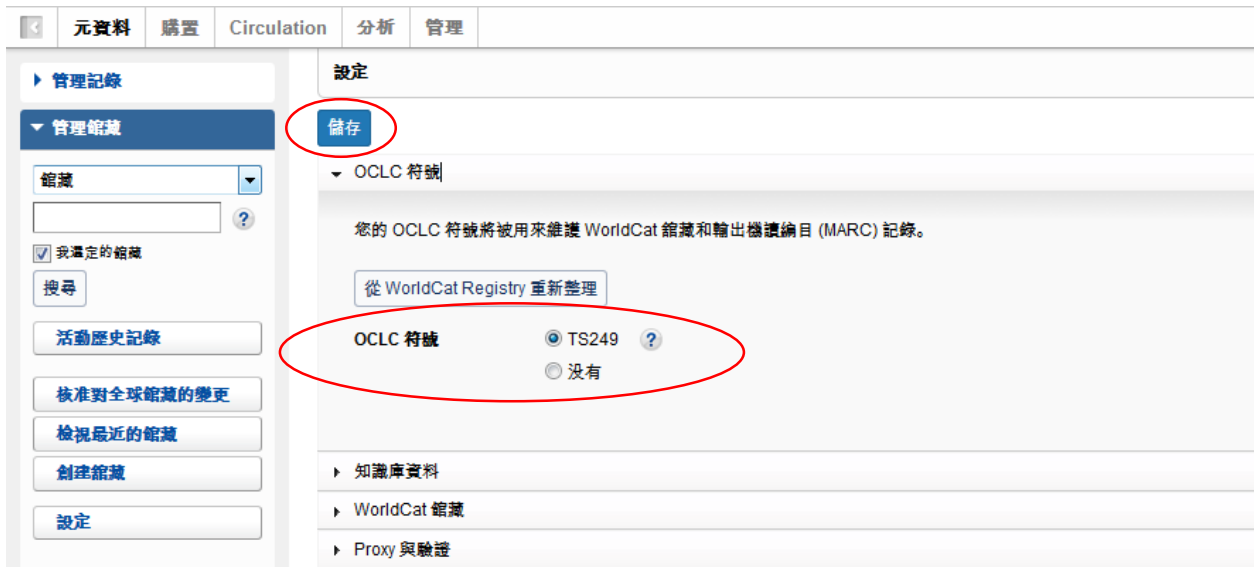 元資料 購置 Circulation 分析 管理
管理記錄
管理館藏
館藏
?
我選定的館藏
搜尋
活動歷史記錄
核准對全球館藏的變更
檢視最近的館藏
創建館藏
設定
設定
儲存
OCLC 符號
您的 OCLC 符號將被用來維護 WorldCat 館藏和輸出機讀編目 (MARC) 記錄。
從 WorldCat Registry 重新整理
OCLC 符號 TS249 ?
没有
知識庫資料
WorldCat 館藏
Proxy 與驗證